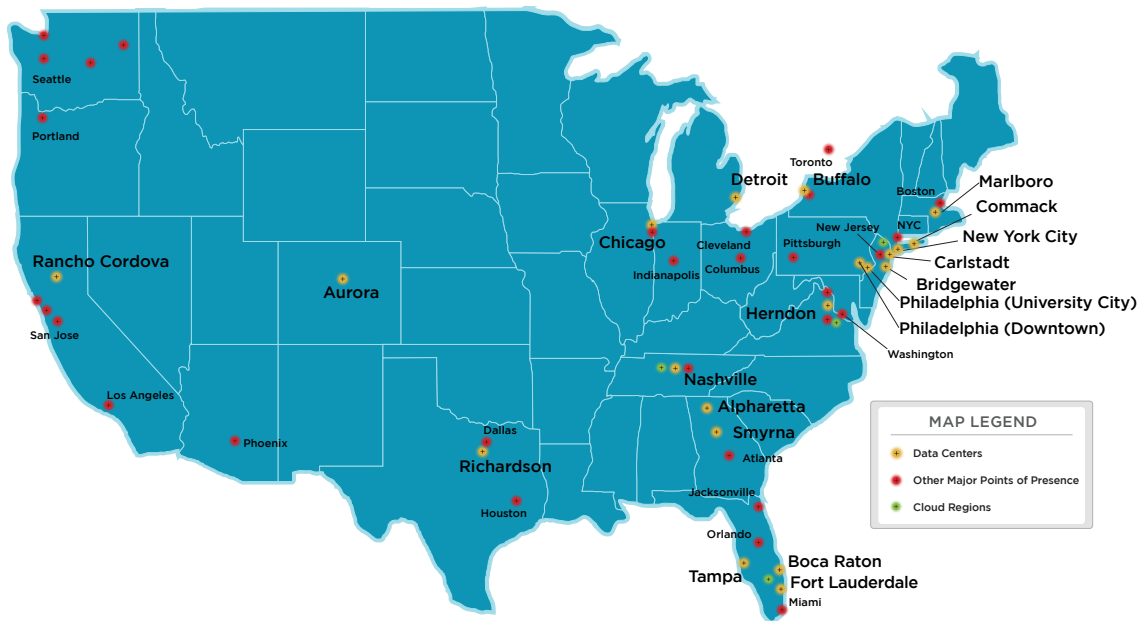 Seattle
Portland
Rancho Cordova
San Jose
Los Angeles
Phoenix
Aurora
Dallas
Richardson
Houston
Chicago
Indianapolis
Detroit
Cleveland
Columbus
Toronto
Buffalo
Pittsburgh
Boston
Marlboro
Commack
NYC
New Jersey
New York City
Carlstadt
Bridgewater
Philadelphia (University City)
Philadelphia (Downtown)
Herndon
Washington
Nashville
Alpharetta
Smyrna
Atlanta
Jacksonville
Orlando
Tampa
Boca Raton
Fort Lauderdale
Miami
MAP LEGEND
Data Centers
Other Major Points of Presence
Cloud Regions